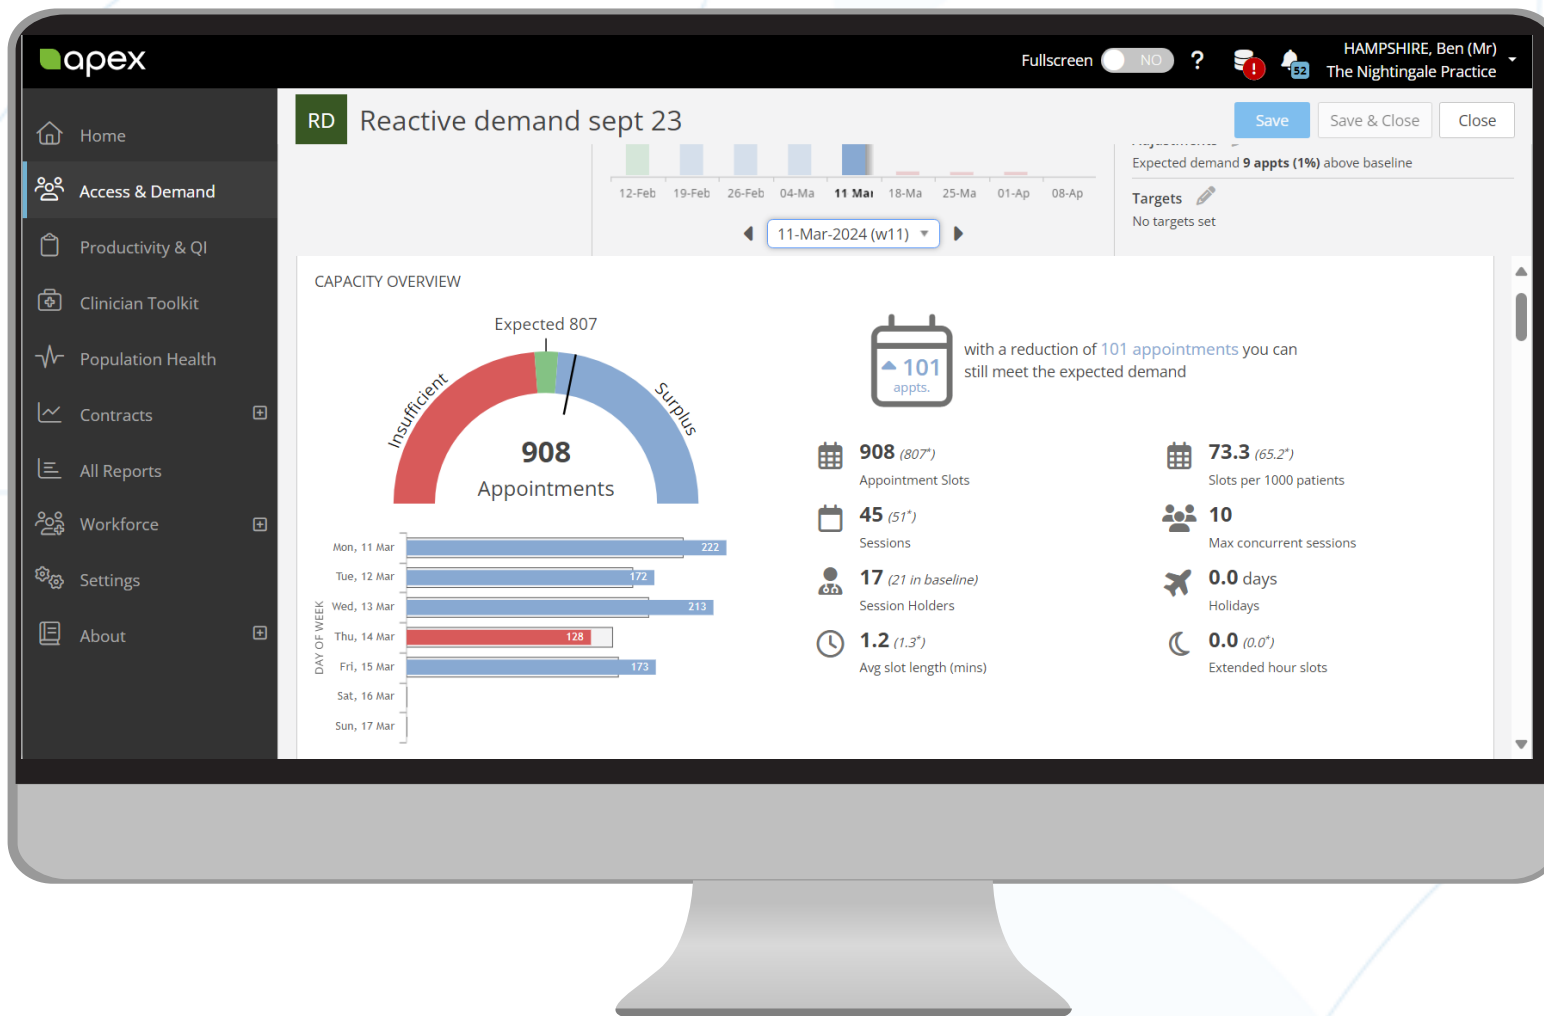 apex
Fullscreen NO ? ! 52
HAMPSHIRE, Ben (Mr)
The Nightingale Practice
Home
Access & Demand
Productivity & QI
Clinician Toolkit
Population Health
Contracts
All Reports
Workforce
Settings
About
RD Reactive demand sept 23
Save Save & Close Close
12-Feb 19-Feb 26-Feb 04-Ma 11 Mar 18-Ma 25-Ma 01-Ap 08-Ap
11-Mar-2024 (w11)
Expected demand 9 appts (1%) above baseline
Targets
No targets set
CAPACITY OVERVIEW
Expected 807
Insufficient
Surplus
908
Appointments
DAY OF WEEK
Mon, 11 Mar 222
Tue, 12 Mar 172
Wed, 13 Mar 213
Thu, 14 Mar 128
Fri, 15 Mar 173
Sat, 16 Mar
Sun, 17 Mar
101
appts.
with a reduction of 101 appointments you can
still meet the expected demand
908 (807*)
Appointment Slots
45 (51*)
Sessions
17 (21 in baseline)
Session Holders
1.2 (1.3*)
Avg slot length (mins)
73.3 (65.2*)
Slots per 1000 patients
10
Max concurrent sessions
0.0 days
Holidays
0.0 (0.0*)
Extended hour slots